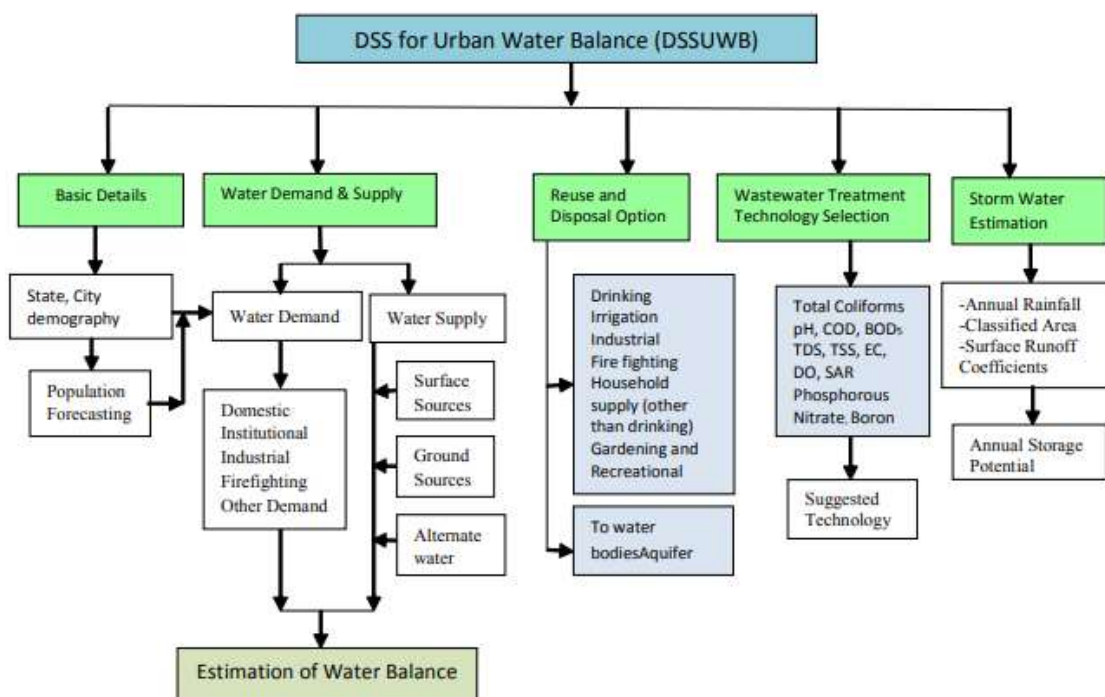 DSS for Urban Water Balance (DSSUWB)
Basic Details
Water Demand & Supply
Reuse and
Disposal Option
Wastewater Treatment
Technology Selection
Storm Water
Estimation
State, City
demography
Population
Forecasting
Water Demand
Water Supply
Domestic
Institutional
Industrial
Firefighting
Other Demand
Surface
Sources
Ground
Sources
Alternate
water
Drinking
Irrigation
Industrial
Fire fighting
Household
supply (other
than drinking)
Gardening and
Recreational
To water
bodiesAquifer
Total Coliforms
pH, COD, BOD₅
TDS, TSS, EC,
DO, SAR
Phosphorous
Nitrate, Boron
Suggested
Technology
-Annual Rainfall
-Classified Area
-Surface Runoff
Coefficients
Annual Storage
Potential
Estimation of Water Balance